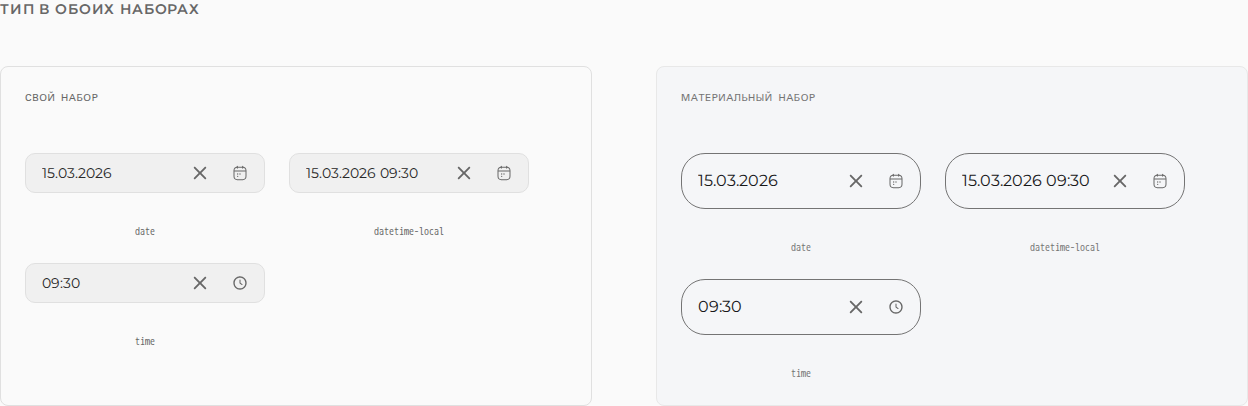 ТИП В ОБОИХ НАБОРАХ
СВОЙ НАБОР
15.03.2026
15.03.2026 09:30
date
datetime-local
09:30
time
МАТЕРИАЛЬНЫЙ НАБОР
15.03.2026
15.03.2026 09:30
date
datetime-local
09:30
time